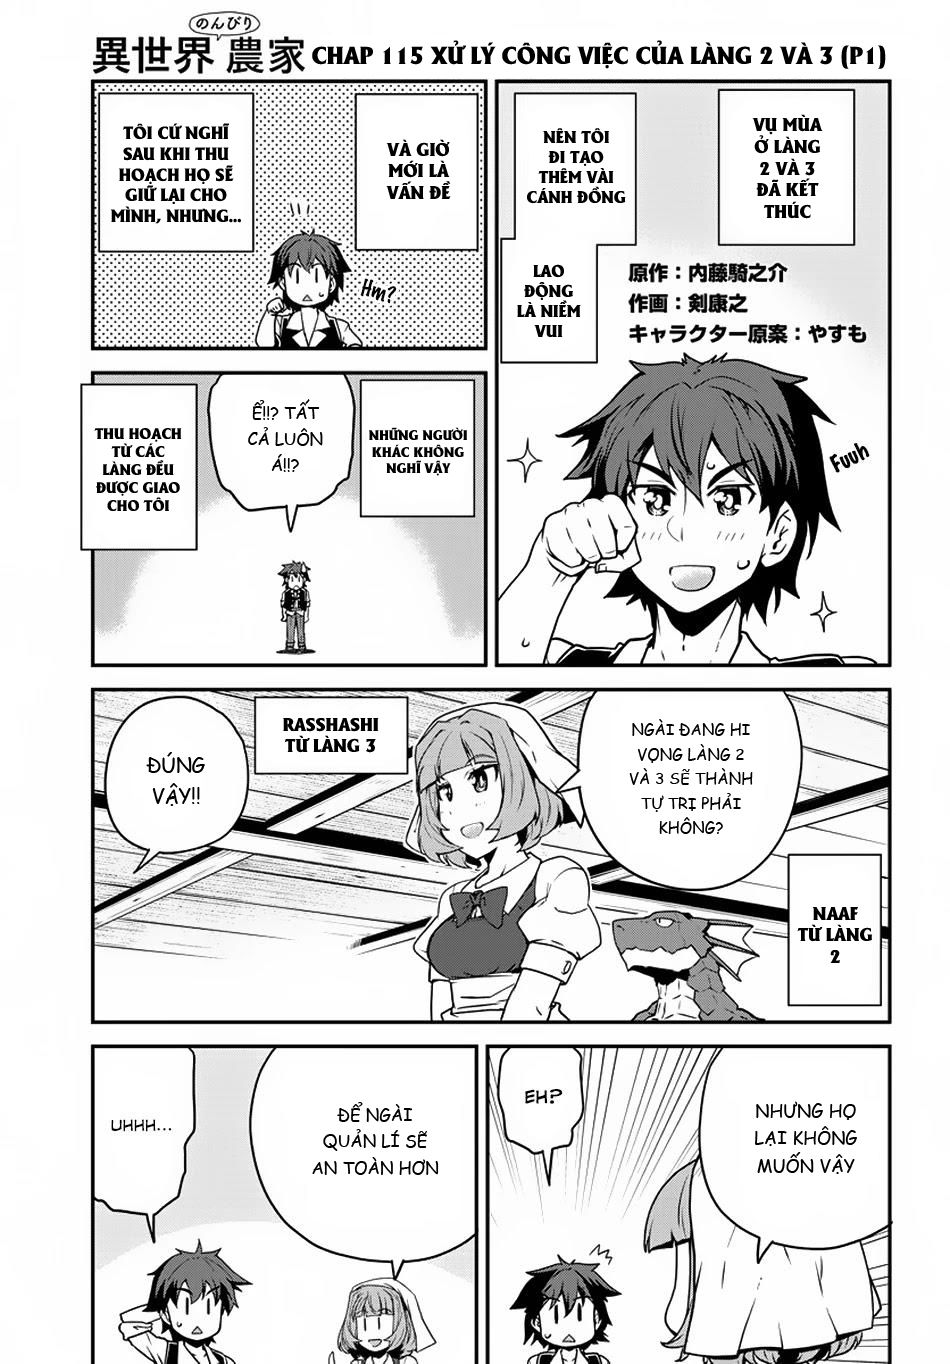 のんびり
異世界農家 CHAP 115 XỬ LÝ CÔNG VIỆC CỦA LÀNG 2 VÀ 3 (P1)
VỤ MÙA
Ở LÀNG
2 VÀ 3
ĐÃ KẾT
THÚC
NÊN TÔI
ĐI TẠO
THÊM VÀI
CÁNH ĐỒNG
LAO
ĐỘNG
LÀ NIỀM
VUI
原作：内藤騎之介
作画：剣康之
キャラクター原案：やすも
Fuuh
VÀ GIỜ
MỚI LÀ
VẤN ĐỀ
TÔI CỨ NGHĨ
SAU KHI THU
HOẠCH HỌ SẼ
GIỮ LẠI CHO
MÌNH, NHƯNG...
Hm?
NHỮNG NGƯỜI
KHÁC KHÔNG
NGHĨ VẬY
Ể!!? TẤT
CẢ LUÔN
Á!!?
THU HOẠCH
TỪ CÁC
LÀNG ĐỀU
ĐƯỢC GIAO
CHO TÔI
NGÀI ĐANG HI
VỌNG LÀNG 2
VÀ 3 SẼ THÀNH
TỰ TRỊ PHẢI
KHÔNG?
NAAF
TỪ LÀNG
2
RASSHASHI
TỪ LÀNG 3
ĐÚNG
VẬY!!
NHƯNG HỌ
LẠI KHÔNG
MUỐN VẬY
EH?
ĐỂ NGÀI
QUẢN LÍ SẼ
AN TOÀN HƠN
UHHH...